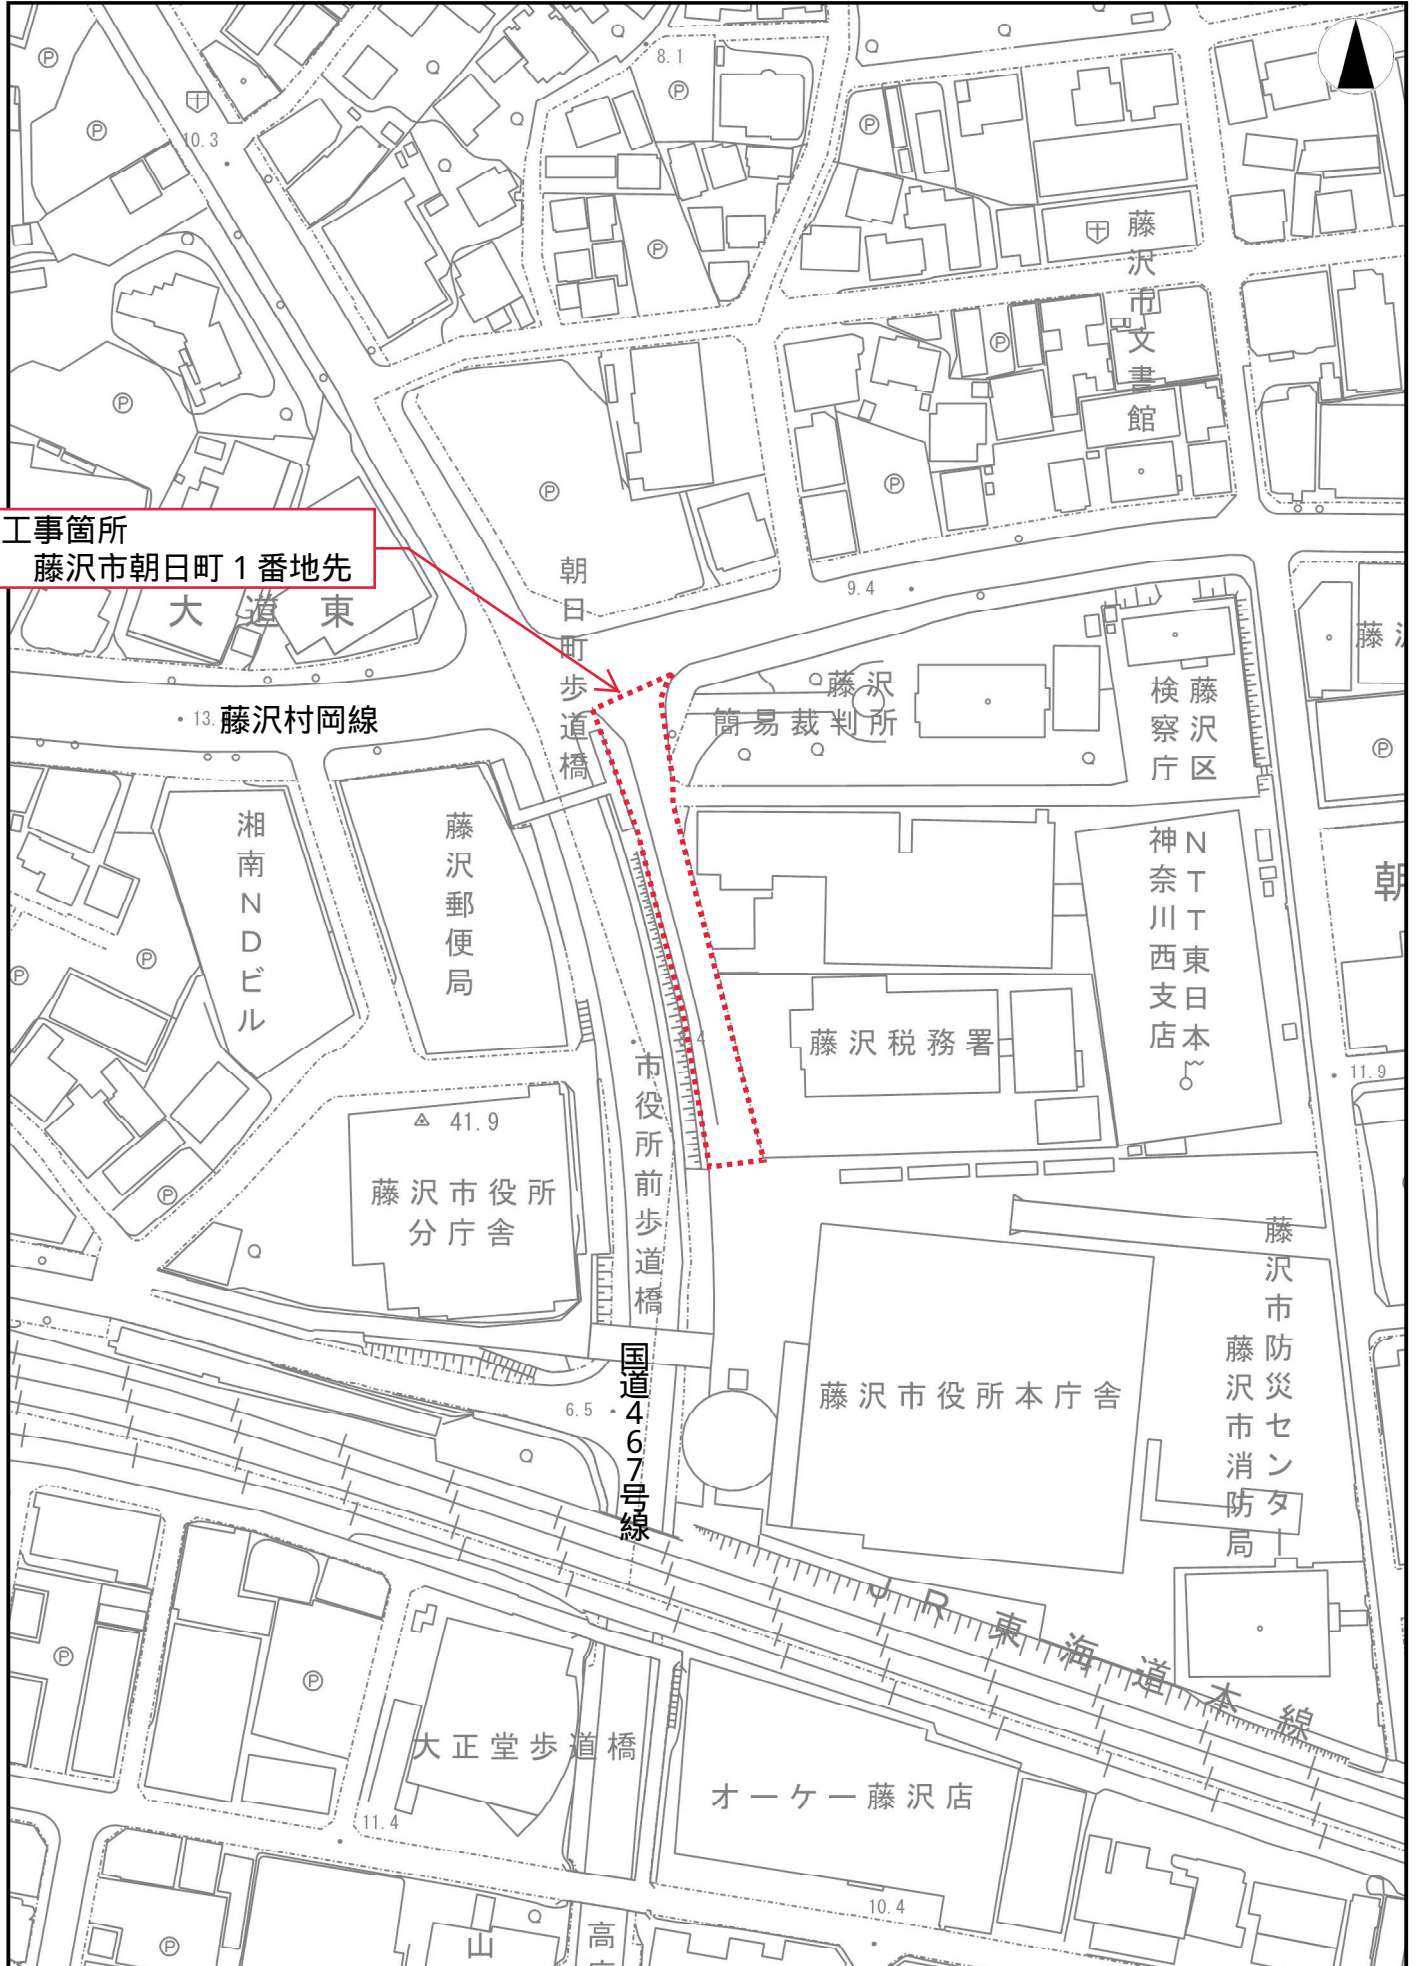 8.1
10.3
藤沢市文書館
工事箇所
藤沢市朝日町１番地先
大道東
朝日町歩道橋
9.4
藤沢
簡易裁判所
藤沢区
検察庁
13.
藤沢村岡線
湘南NDビル
藤沢郵便局
NTT東日本
神奈川西支店
朝
藤沢税務署
市役所前歩道橋
11.9
41.9
藤沢市役所
分庁舎
藤沢市防災センター
藤沢市消防局
国道467号線
6.5
藤沢市役所本庁舎
JR東海道本線
大正堂歩道橋
オーケー藤沢店
11.4
10.4
山
高